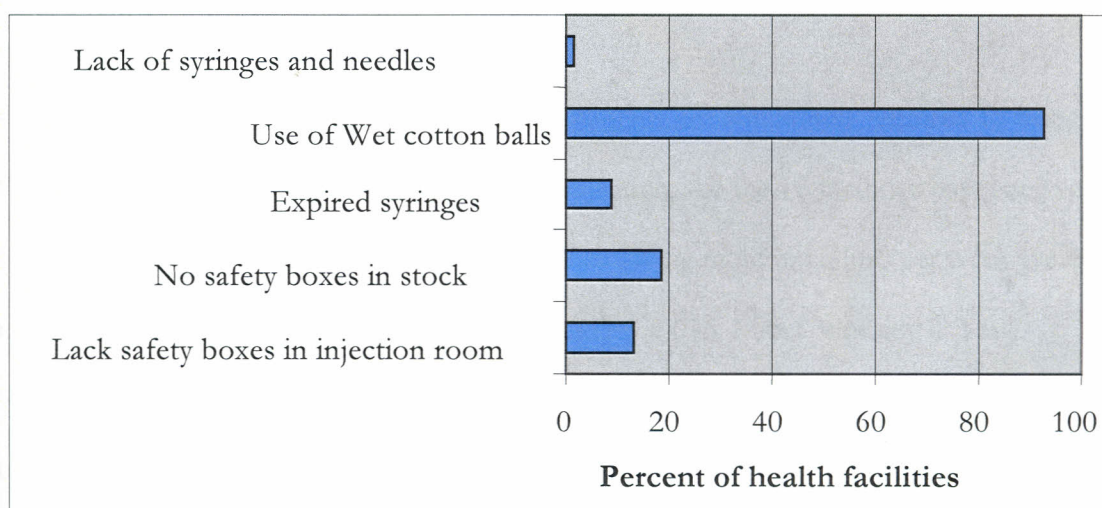 Lack of syringes and needles
Use of Wet cotton balls
Expired syringes
No safety boxes in stock
Lack safety boxes in injection room
0 20 40 60 80 100
Percent of health facilities